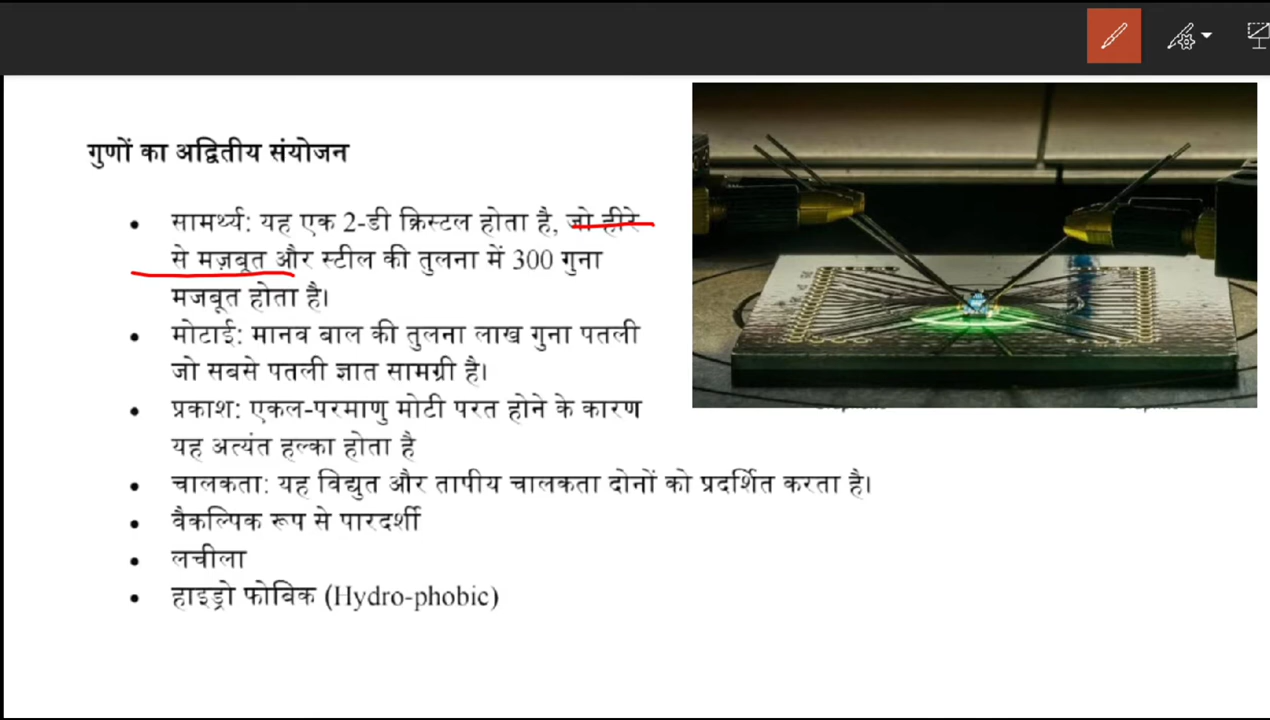 गुणों का अद्वितीय संयोजन
• सामर्थ्य: यह एक 2-डी क्रिस्टल होता है, जो हीरे
से मज़बूत और स्टील की तुलना में 300 गुना
मजबूत होता है।
• मोटाई: मानव बाल की तुलना लाख गुना पतली
जो सबसे पतली ज्ञात सामग्री है।
• प्रकाश: एकल-परमाणु मोटी परत होने के कारण
यह अत्यंत हल्का होता है
• चालकता: यह विद्युत और तापीय चालकता दोनों को प्रदर्शित करता है।
• वैकल्पिक रूप से पारदर्शी
• लचीला
• हाइड्रो फोबिक (Hydro-phobic)